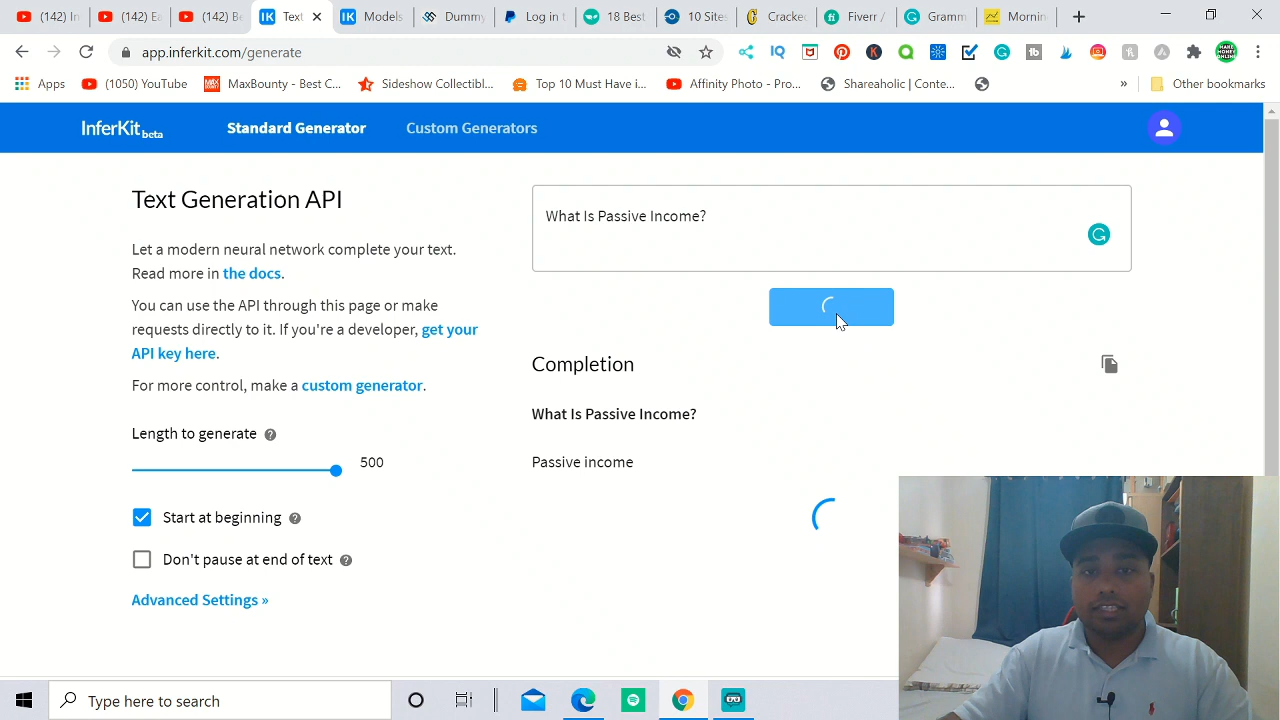 (142) In
(142) Ea
(142) Be
Text
Models
Dummy
Log in t
18 Best
10 Sites
Cracke
Fiverr /
Gramm
Mornin
app.inferkit.com/generate
Apps
(1050) YouTube
MaxBounty - Best C...
Sideshow Collectibl...
Top 10 Must Have i...
Affinity Photo - Pro...
Shareaholic | Conte...
»
Other bookmarks
InferKit beta
Standard Generator
Custom Generators
Text Generation API
Let a modern neural network complete your text.
Read more in the docs.
You can use the API through this page or make
requests directly to it. If you're a developer, get your
API key here.
For more control, make a custom generator.
Length to generate
500
Start at beginning
Don't pause at end of text
Advanced Settings »
What Is Passive Income?
Completion
What Is Passive Income?
Passive income
Type here to search